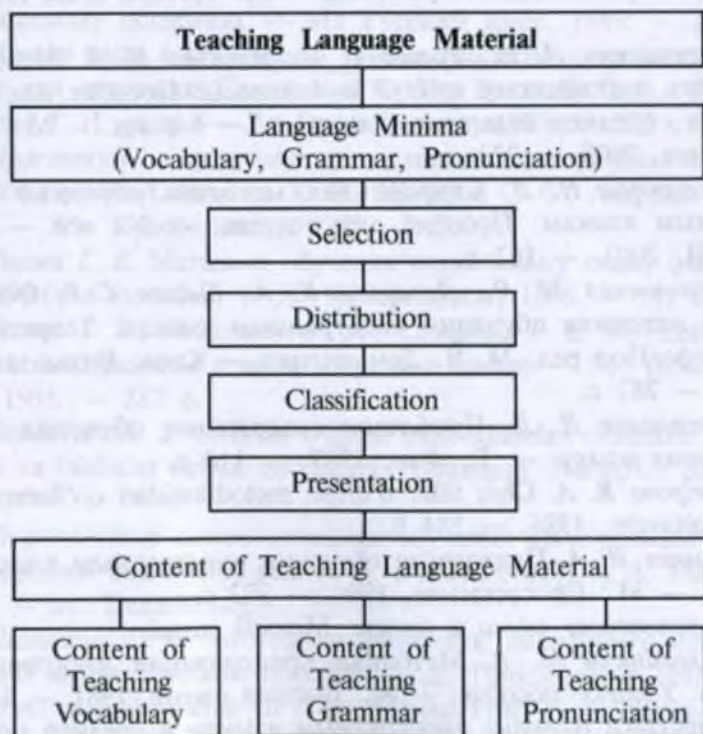 Teaching Language Material
Language Minima
(Vocabulary, Grammar, Pronunciation)
Selection
Distribution
Classification
Presentation
Content of Teaching Language Material
Content of
Teaching
Vocabulary
Content of
Teaching
Grammar
Content of
Teaching
Pronunciation